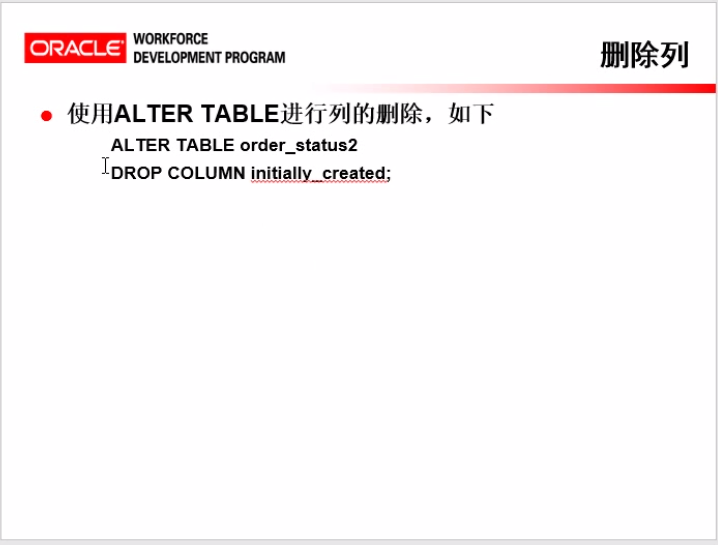 ORACLE WORKFORCE
DEVELOPMENT PROGRAM
删除列
使用ALTER TABLE进行列的删除，如下
ALTER TABLE order_status2
DROP COLUMN initially_created;